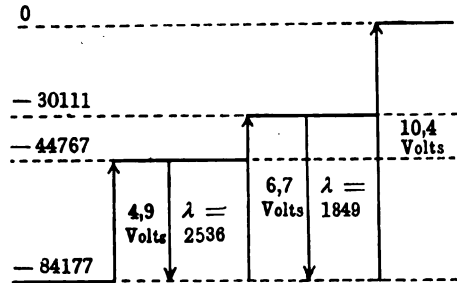 0
— 30111
— 44767
10,4
Volts
6,7
Volts
λ =
1849
4,9
Volts
λ =
2536
— 84177